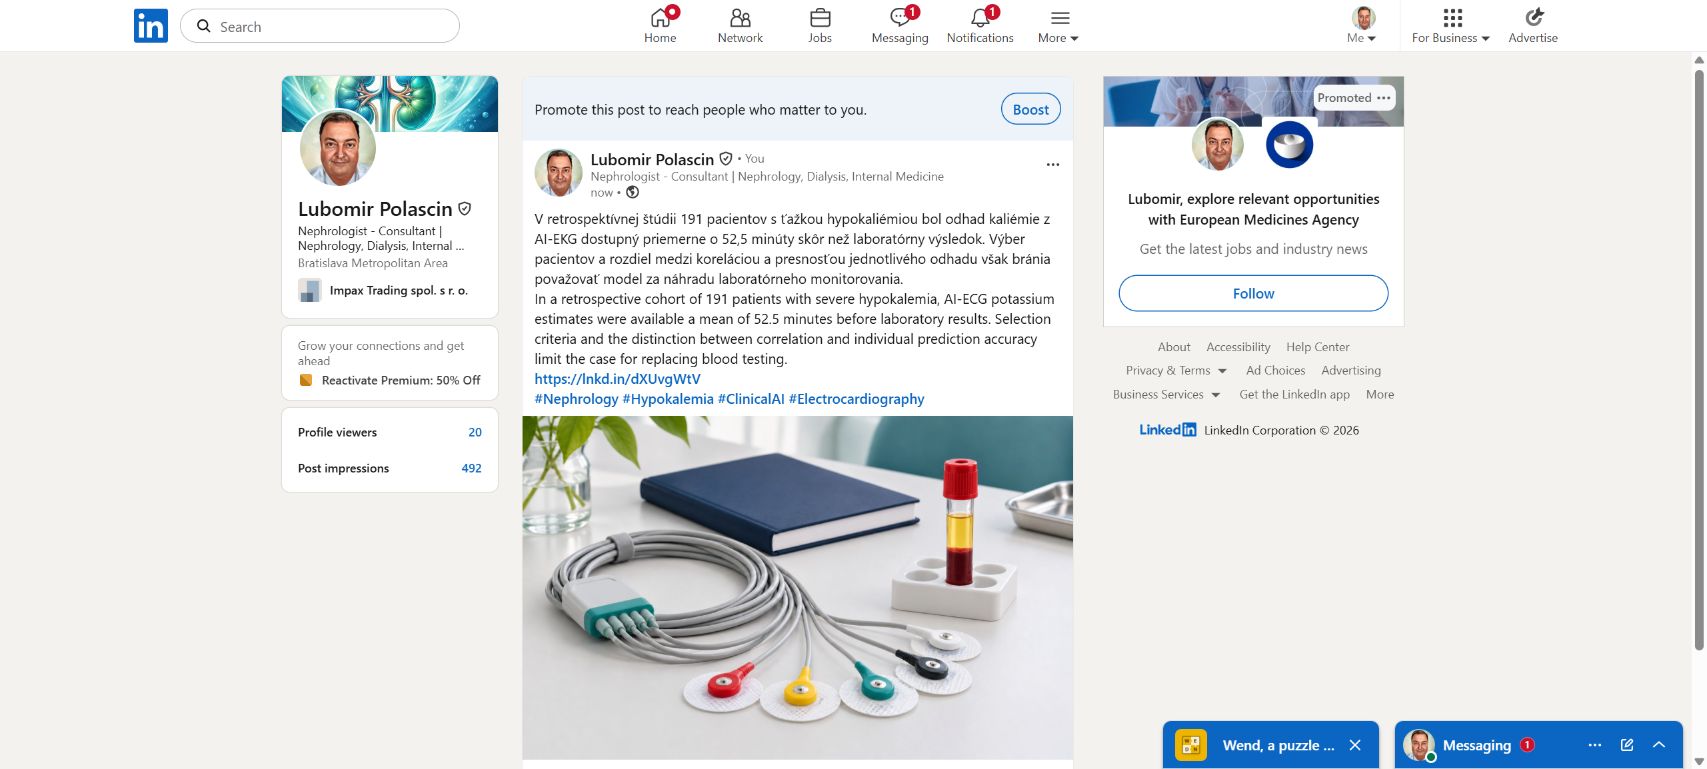 in
Search
Home
Network
Jobs
1
Messaging
1
Notifications
More
Me
For Business
Advertise
Lubomir Polascin
Nephrologist - Consultant |
Nephrology, Dialysis, Internal ...
Bratislava Metropolitan Area
Impax Trading spol. s r. o.
Grow your connections and get
ahead
Reactivate Premium: 50% Off
Profile viewers 20
Post impressions 492
Promote this post to reach people who matter to you.
Boost
Lubomir Polascin • You
Nephrologist - Consultant | Nephrology, Dialysis, Internal Medicine
now •
V retrospektívnej štúdii 191 pacientov s ťažkou hypokaliémiou bol odhad kaliémie z
AI-EKG dostupný priemerne o 52,5 minúty skôr než laboratórny výsledok. Výber
pacientov a rozdiel medzi koreláciou a presnosťou jednotlivého odhadu však bránia
považovať model za náhradu laboratórneho monitorovania.
In a retrospective cohort of 191 patients with severe hypokalemia, AI-ECG potassium
estimates were available a mean of 52.5 minutes before laboratory results. Selection
criteria and the distinction between correlation and individual prediction accuracy
limit the case for replacing blood testing.
https://lnkd.in/dXUvgWtV
#Nephrology #Hypokalemia #ClinicalAI #Electrocardiography
Promoted
Lubomir, explore relevant opportunities
with European Medicines Agency
Get the latest jobs and industry news
Follow
About Accessibility Help Center
Privacy & Terms Ad Choices Advertising
Business Services Get the LinkedIn app More
LinkedIn LinkedIn Corporation © 2026
Wend, a puzzle ...
Messaging 1